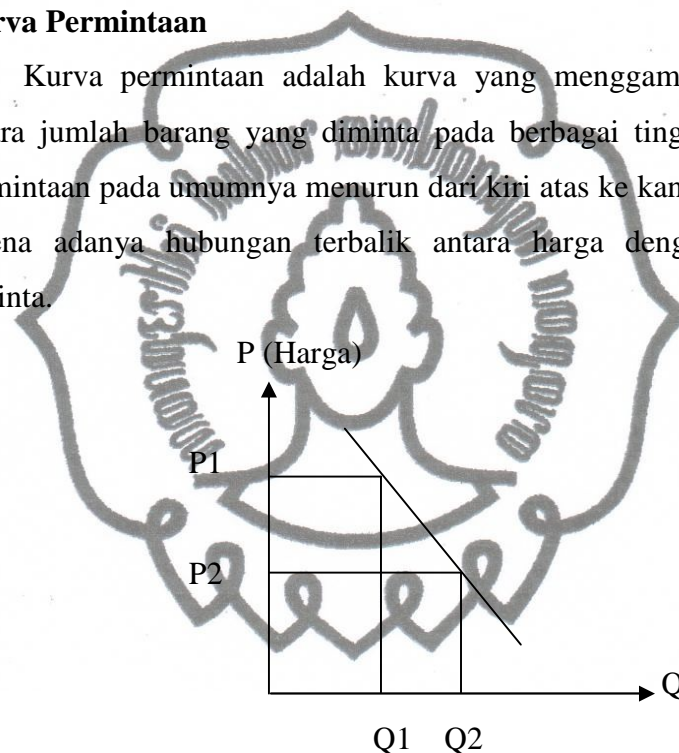 rva Permintaan
Kurva permintaan adalah kurva yang menggam
ra jumlah barang yang diminta pada berbagai ting
mintaan pada umumnya menurun dari kiri atas ke kan
ena adanya hubungan terbalik antara harga deng
inta.
P (Harga)
P1
P2
Q
Q1 Q2